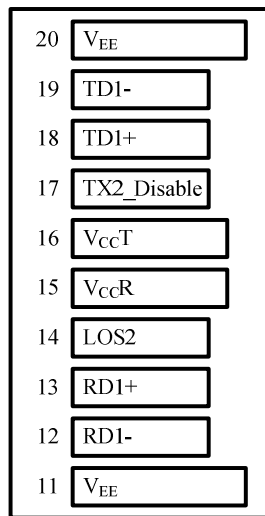 20 VEE
19 TD1-
18 TD1+
17 TX2_Disable
16 VCCT
15 VCCR
14 LOS2
13 RD1+
12 RD1-
11 VEE